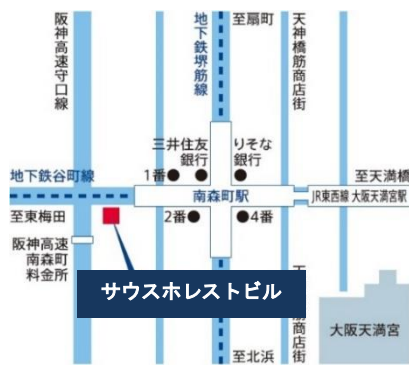 阪神高速守口線
地下鉄堺筋線
至扇町
天神橋筋商店街
三井住友
銀行
りそな
銀行
地下鉄谷町線
1番
至天満橋
南森町駅
JR東西線 大阪天満宮駅
至東梅田
2番
4番
阪神高速
南森町
料金所
サウスホレストビル
天
筋商店街
大阪天満宮
至北浜